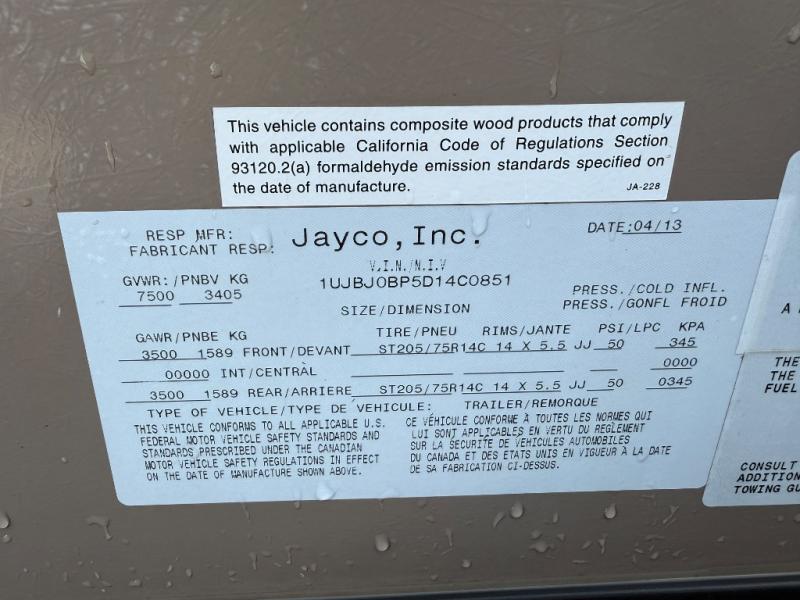 This vehicle contains composite wood products that comply
with applicable California Code of Regulations Section
93120.2(a) formaldehyde emission standards specified on
the date of manufacture. JA-228
RESP MFR: Jayco, Inc. DATE:04/13
FABRICANT RESP:
V.I.N./N.I.V
GVWR:/PNBV KG 1UJBJ0BP5D14C0851
7500 3405
PRESS./COLD INFL.
SIZE/DIMENSION PRESS./GONFL FROID
GAWR/PNBE KG TIRE/PNEU RIMS/JANTE PSI/LPC KPA
3500 1589 FRONT/DEVANT ST205/75R14C 14 X 5.5 JJ 50 345
00000 INT/CENTRAL 0000
3500 1589 REAR/ARRIERE ST205/75R14C 14 X 5.5 JJ 50 0345
TYPE OF VEHICLE/TYPE DE VEHICULE: TRAILER/REMORQUE
THIS VEHICLE CONFORMS TO ALL APPLICABLE U.S.
FEDERAL MOTOR VEHICLE SAFETY STANDARDS AND
STANDARDS PRESCRIBED UNDER THE CANADIAN
MOTOR VEHICLE SAFETY REGULATIONS IN EFFECT
ON THE DATE OF MANUFACTURE SHOWN ABOVE.
CE VÉHICULE CONFORME À TOUTES LES NORMES QUI
LUI SONT APPLICABLES EN VERTU DU REGLEMENT
SUR LA SECURITE DE VEHICULES AUTOMOBILES
DU CANADA ET DES ETATS UNIS EN VIGUEUR À LA DATE
DE SA FABRICATION CI-DESSUS.
A
THE
THE
FUEL
CONSULT
ADDITION
TOWING GU